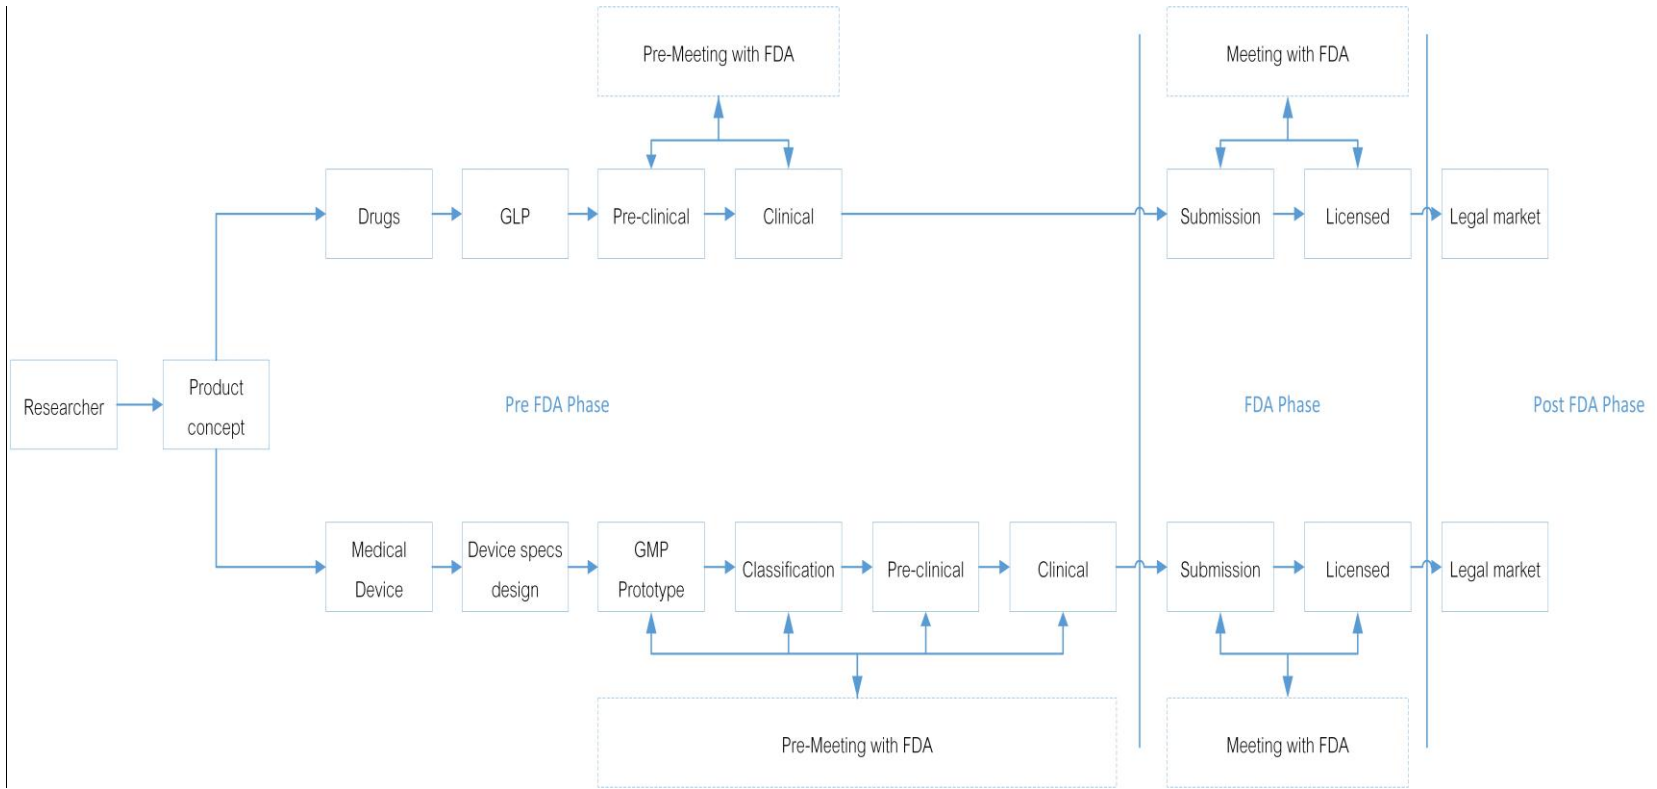 Pre-Meeting with FDA
Meeting with FDA
Drugs
GLP
Pre-clinical
Clinical
Submission
Licensed
Legal market
Researcher
Product
concept
Pre FDA Phase
FDA Phase
Post FDA Phase
Medical
Device
Device specs
design
GMP
Prototype
Classification
Pre-clinical
Clinical
Submission
Licensed
Legal market
Pre-Meeting with FDA
Meeting with FDA